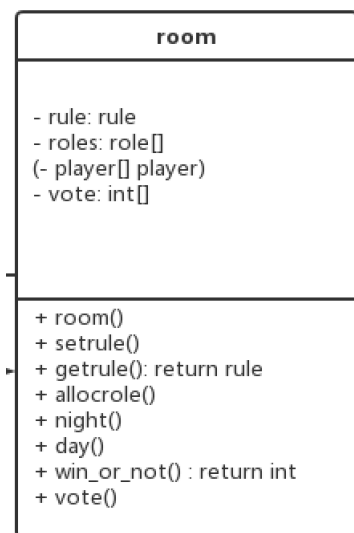 room
- rule: rule
- roles: role[]
(- player[] player)
- vote: int[]
+ room()
+ setrule()
+ getrule(): return rule
+ allocrole()
+ night()
+ day()
+ win_or_not() : return int
+ vote()